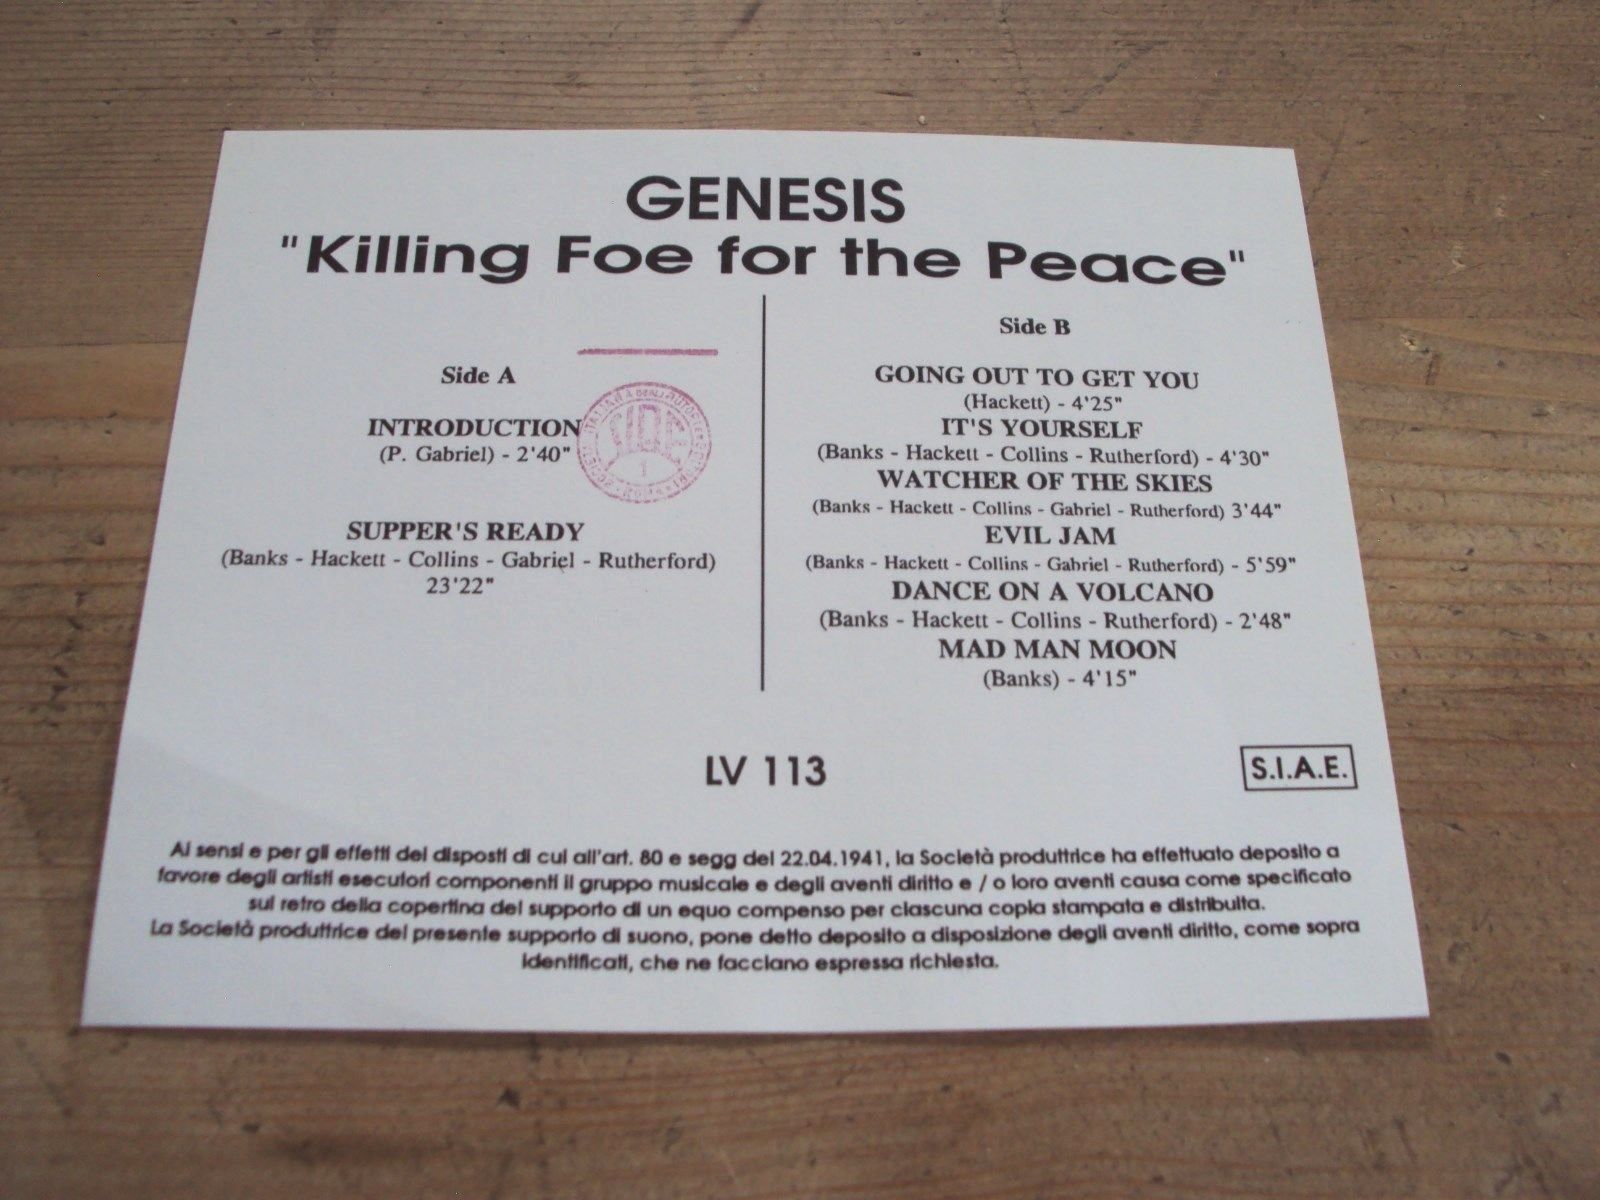 GENESIS
"Killing Foe for the Peace"
Side A
INTRODUCTION
(P. Gabriel) - 2'40"
SUPPER'S READY
(Banks - Hackett - Collins - Gabriel - Rutherford)
23'22"
Side B
GOING OUT TO GET YOU
(Hackett) - 4'25"
IT'S YOURSELF
(Banks - Hackett - Collins - Rutherford) - 4'30"
WATCHER OF THE SKIES
(Banks - Hackett - Collins - Gabriel - Rutherford) 3'44"
EVIL JAM
(Banks - Hackett - Collins - Gabriel - Rutherford) - 5'59"
DANCE ON A VOLCANO
(Banks - Hackett - Collins - Rutherford) - 2'48"
MAD MAN MOON
(Banks) - 4'15"
LV 113
S.I.A.E.
Ai sensi e per gli effetti dei disposti di cui all'art. 80 e segg del 22.04.1941, la Società produttrice ha effettuato deposito a
favore degli artisti esecutori componenti il gruppo musicale e degli aventi diritto e / o loro aventi causa come specificato
sul retro della copertina del supporto di un equo compenso per ciascuna copia stampata e distribuita.
La Società produttrice del presente supporto di suono, pone detto deposito a disposizione degli aventi diritto, come sopra
identificati, che ne facciano espressa richiesta.